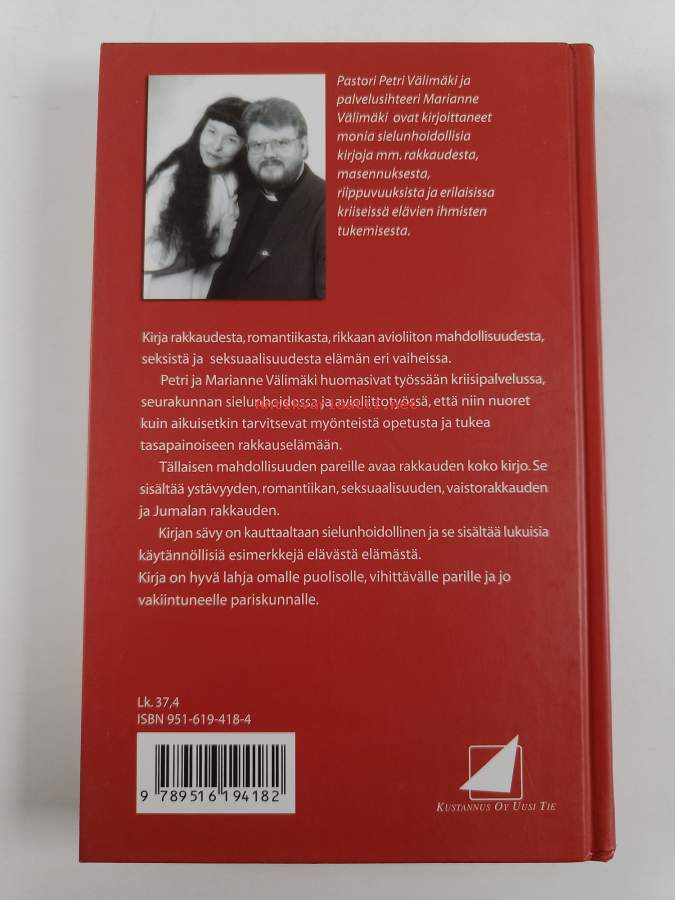 Pastori Petri Välimäki ja
palvelusihteeri Marianne
Välimäki ovat kirjoittaneet
monia sielunhoidollisia
kirjoja mm. rakkaudesta,
masennuksesta,
riippuvuuksista ja erilaisissa
kriiseissä elävien ihmisten
tukemisesta.
Kirja rakkaudesta, romantiikasta, rikkaan avioliiton mahdollisuudesta,
seksistä ja seksuaalisuudesta elämän eri vaiheissa.
Petri ja Marianne Välimäki huomasivat työssään kriisipalvelussa,
seurakunnan sielunhoidossa ja avioliittotyössä, että niin nuoret
Antikvariaatti.net
kuin aikuisetkin tarvitsevat myönteistä opetusta ja tukea
tasapainoiseen rakkauselämään.
Tällaisen mahdollisuuden pareille avaa rakkauden koko kirjo. Se
sisältää ystävyyden, romantiikan, seksuaalisuuden, vaistorakkauden
ja Jumalan rakkauden.
Kirjan sävy on kauttaaltaan sielunhoidollinen ja se sisältää lukuisia
käytännöllisiä esimerkkejä elävästä elämästä.
Kirja on hyvä lahja omalle puolisolle, vihittävälle parille ja jo
vakiintuneelle pariskunnalle.
Lk. 37,4
ISBN 951-619-418-4
9 789516 194182
Kustannus Oy Uusi Tie